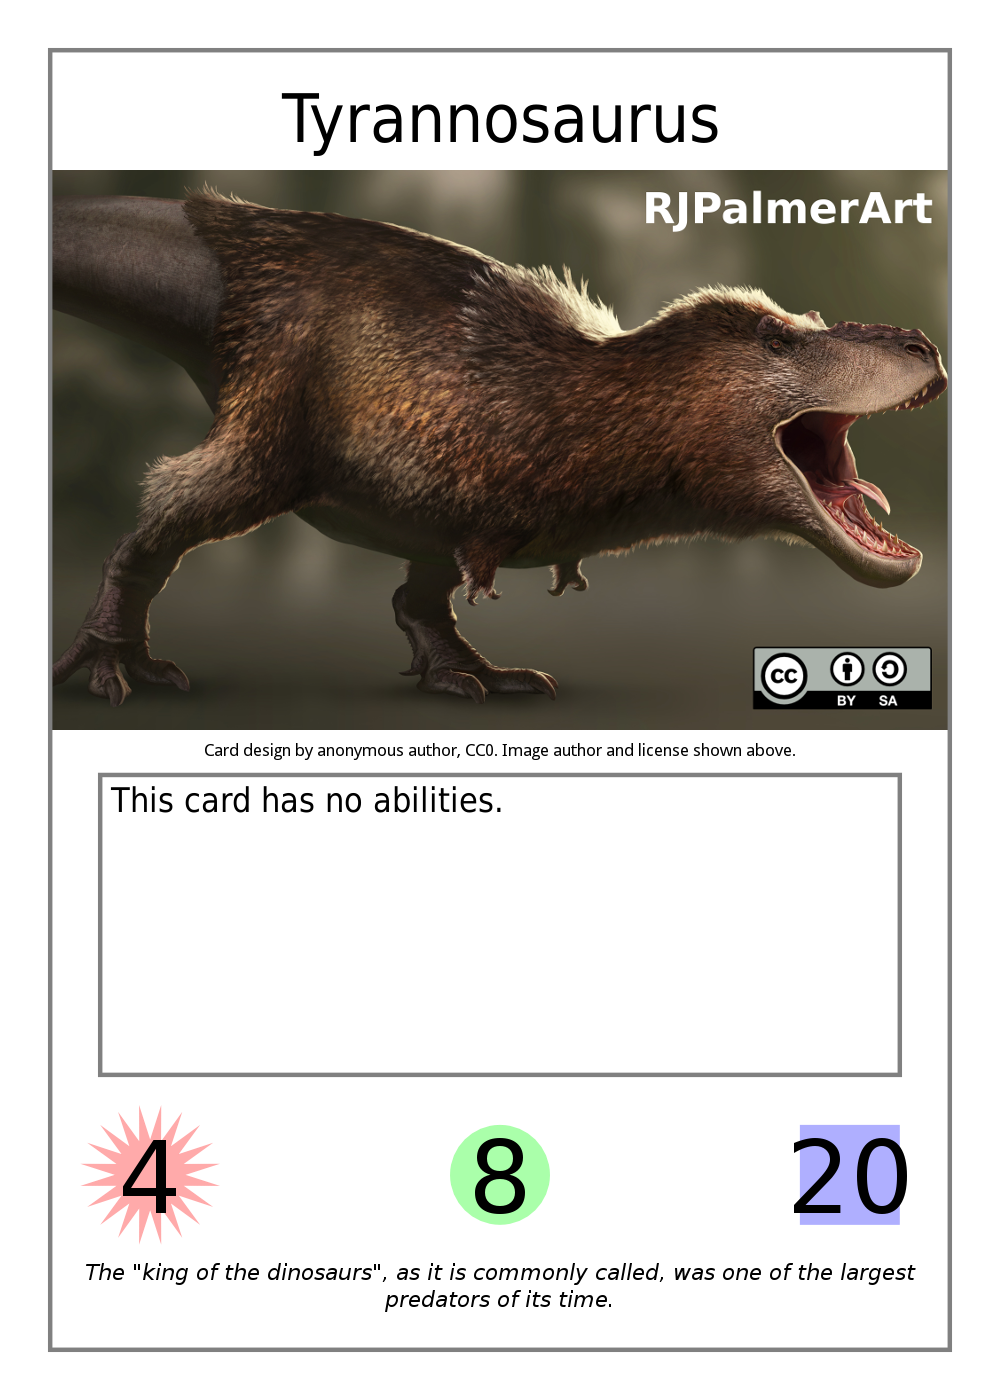 Tyrannosaurus
RJPalmerArt
cc
BY SA
Card design by anonymous author, CC0. Image author and license shown above.
This card has no abilities.
4 8 20
The "king of the dinosaurs", as it is commonly called, was one of the largest
predators of its time.